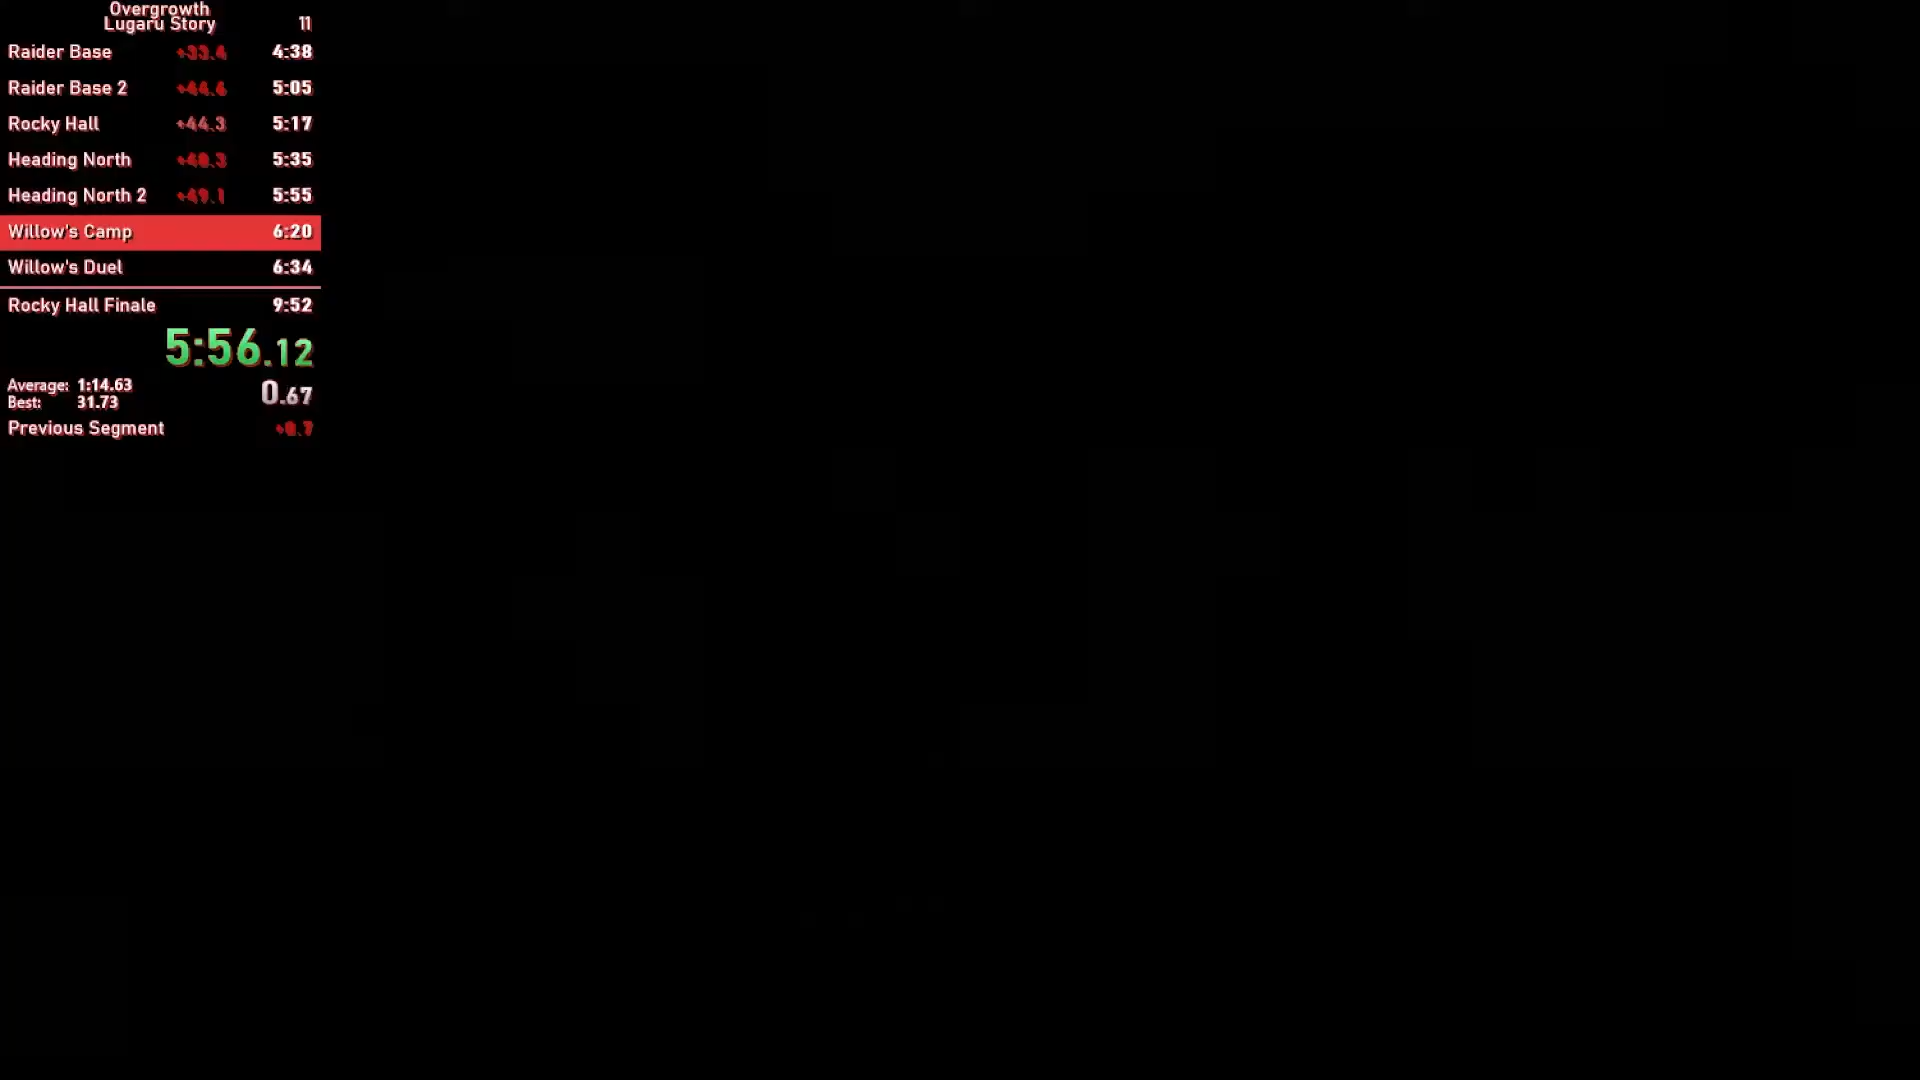 Overgrowth
Lugaru Story 11
Raider Base +33.4 4:38
Raider Base 2 +44.4 5:05
Rocky Hall +44.3 5:17
Heading North +48.3 5:35
Heading North 2 +49.1 5:55
Willow's Camp 6:20
Willow's Duel 6:34
Rocky Hall Finale 9:52
5:56.12
Average: 1:14.63
Best: 31.73
0.67
Previous Segment